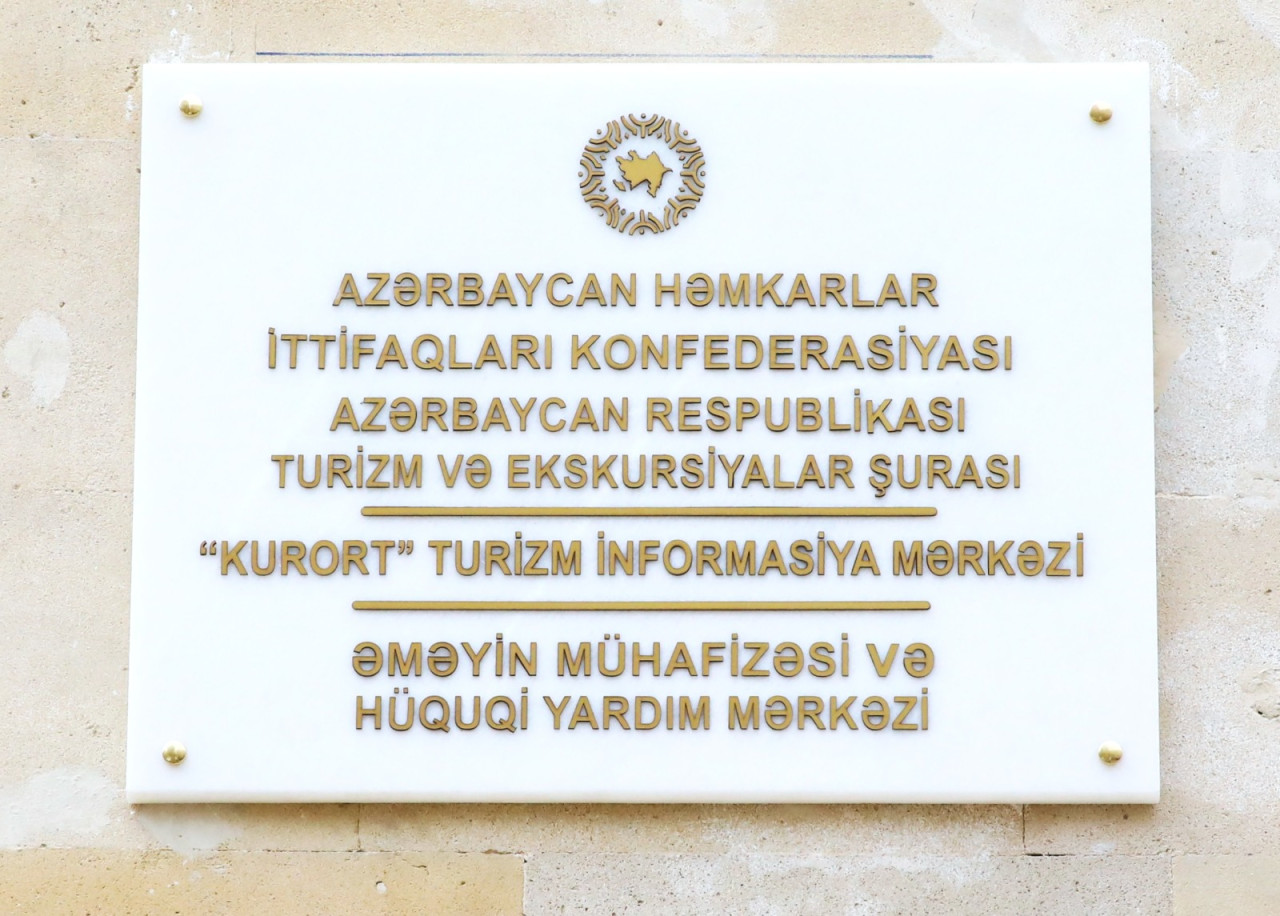 AZƏRBAYCAN HƏMKARLAR
İTTİFAQLARI KONFEDERASİYASI
AZƏRBAYCAN RESPUBLİKASI
TURİZM VƏ EKSKURSİYALAR ŞURASI
“KURORT” TURİZM İNFORMASİYA MƏRKƏZİ
ƏMƏYİN MÜHAFİZƏSİ VƏ
HÜQUQİ YARDIM MƏRKƏZİ